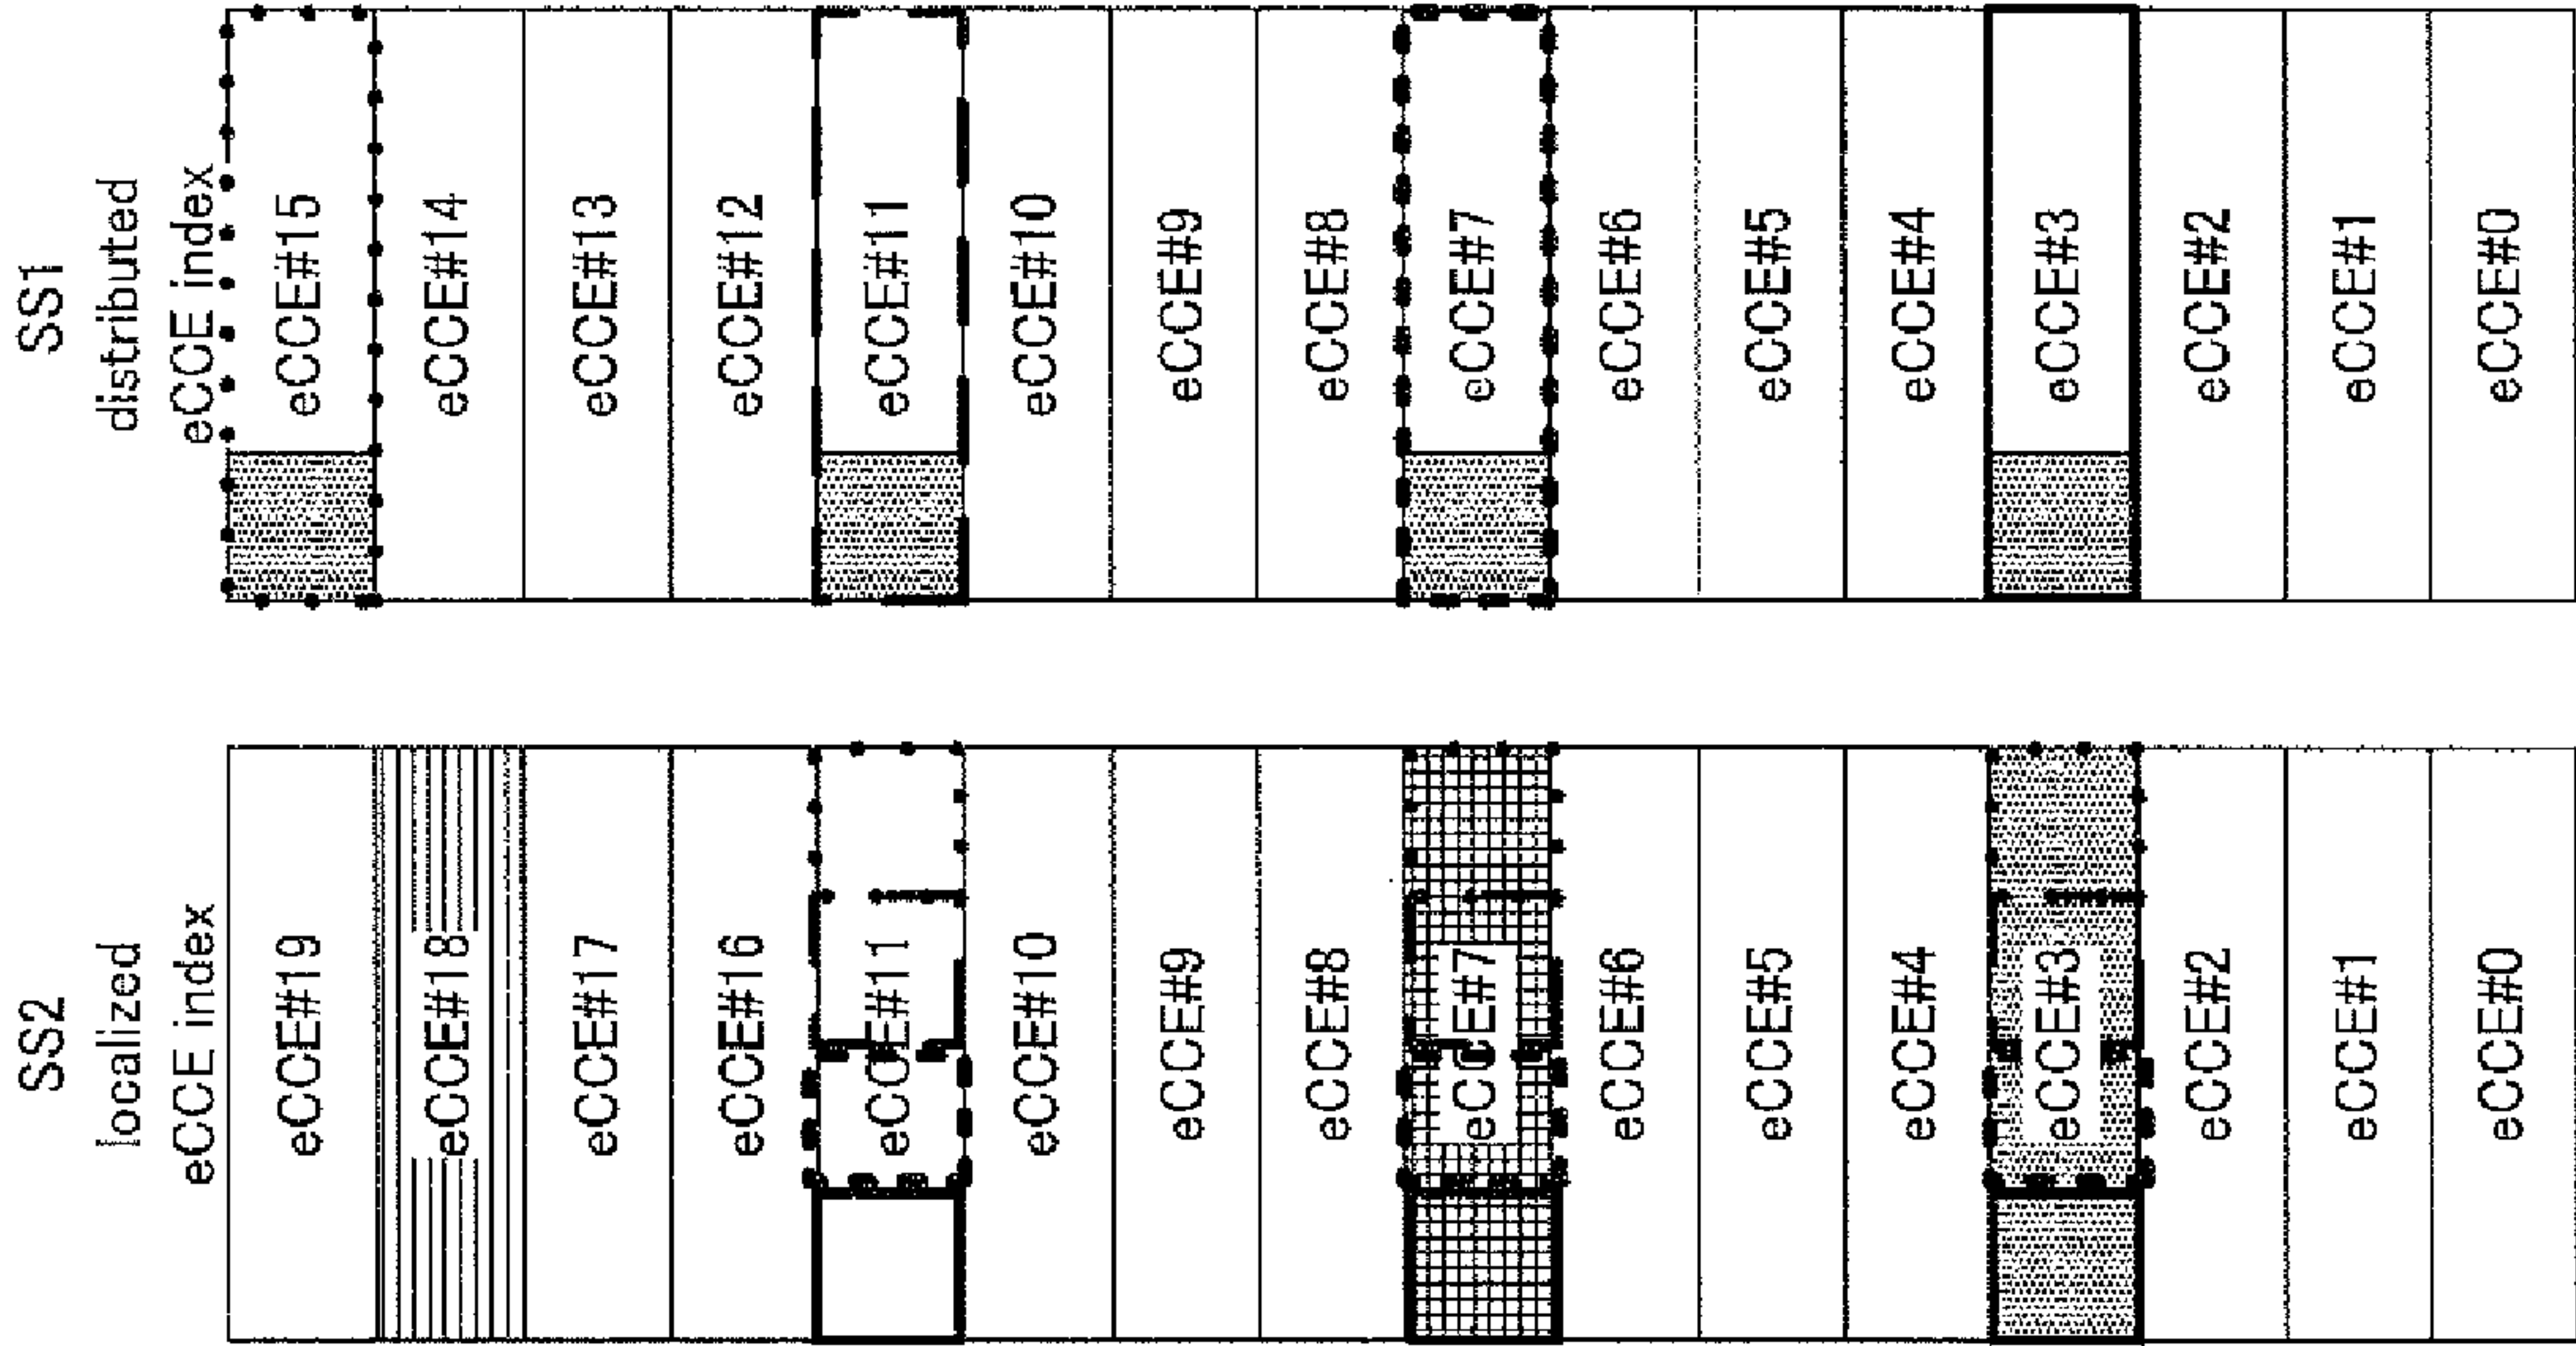 SS1
distributed
eCCE index
eCCE#15
eCCE#14
eCCE#13
eCCE#12
eCCE#11
eCCE#10
eCCE#9
eCCE#8
eCCE#7
eCCE#6
eCCE#5
eCCE#4
eCCE#3
eCCE#2
eCCE#1
eCCE#0
SS2
localized
eCCE index
eCCE#19
eCCE#18
eCCE#17
eCCE#16
eCCE#11
eCCE#10
eCCE#9
eCCE#8
eCCE#7
eCCE#6
eCCE#5
eCCE#4
eCCE#3
eCCE#2
eCCE#1
eCCE#0